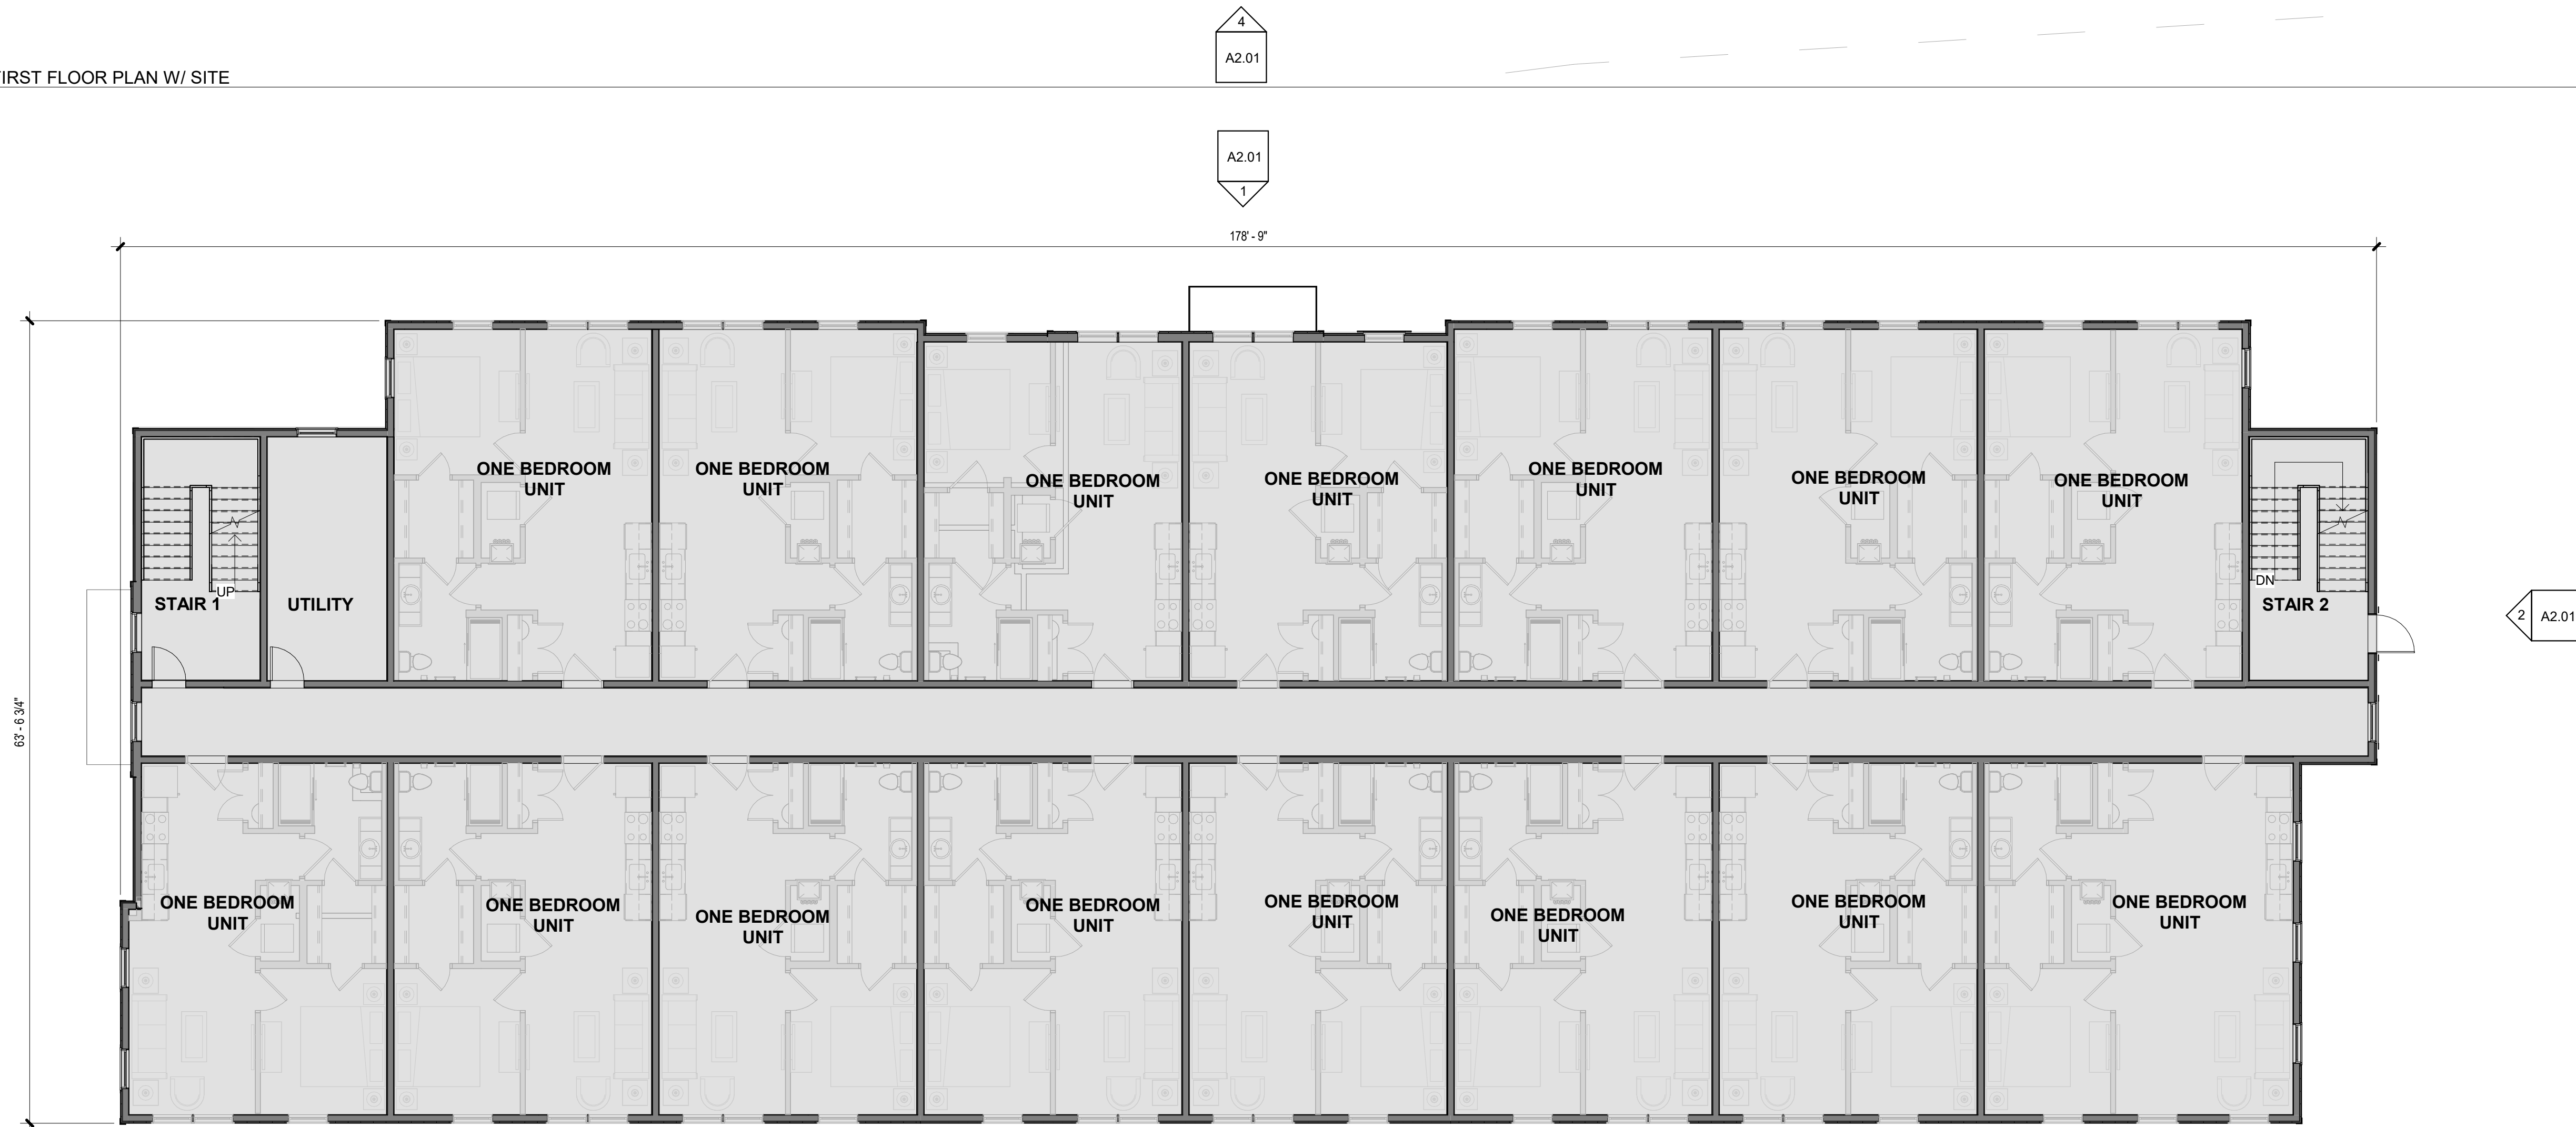 4
A2.01
IRST FLOOR PLAN W/ SITE
A2.01
1
178' - 9"
63' - 6 3/4"
ONE BEDROOM
UNIT
ONE BEDROOM
UNIT
ONE BEDROOM
UNIT
ONE BEDROOM
UNIT
ONE BEDROOM
UNIT
ONE BEDROOM
UNIT
ONE BEDROOM
UNIT
UP
STAIR 1
UTILITY
DN
STAIR 2
2
A2.01
ONE BEDROOM
UNIT
ONE BEDROOM
UNIT
ONE BEDROOM
UNIT
ONE BEDROOM
UNIT
ONE BEDROOM
UNIT
ONE BEDROOM
UNIT
ONE BEDROOM
UNIT
ONE BEDROOM
UNIT